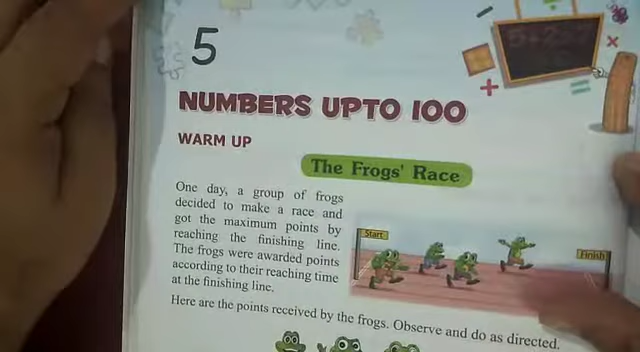 5
NUMBERS UPTO 100
WARM UP
The Frogs' Race
One day, a group of frogs
decided to make a race and
got the maximum points by
reaching the finishing line.
The frogs were awarded points
according to their reaching time
at the finishing line.
Start
Finish
Here are the points received by the frogs. Observe and do as directed.